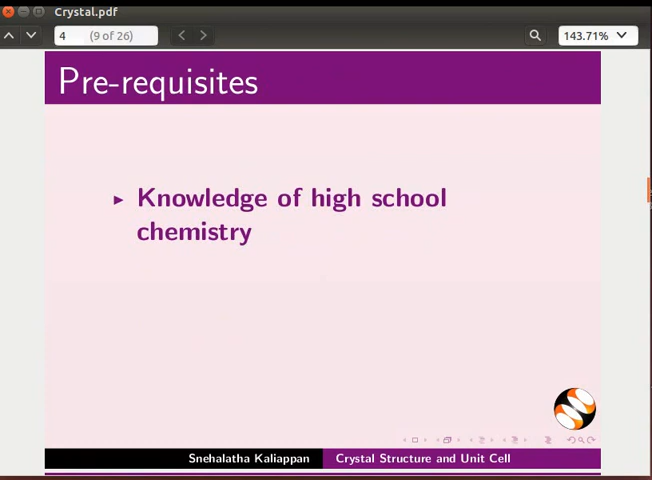 Crystal.pdf
4 (9 of 26) 143.71%
Pre-requisites
Knowledge of high school
chemistry
Snehalatha Kaliappan Crystal Structure and Unit Cell